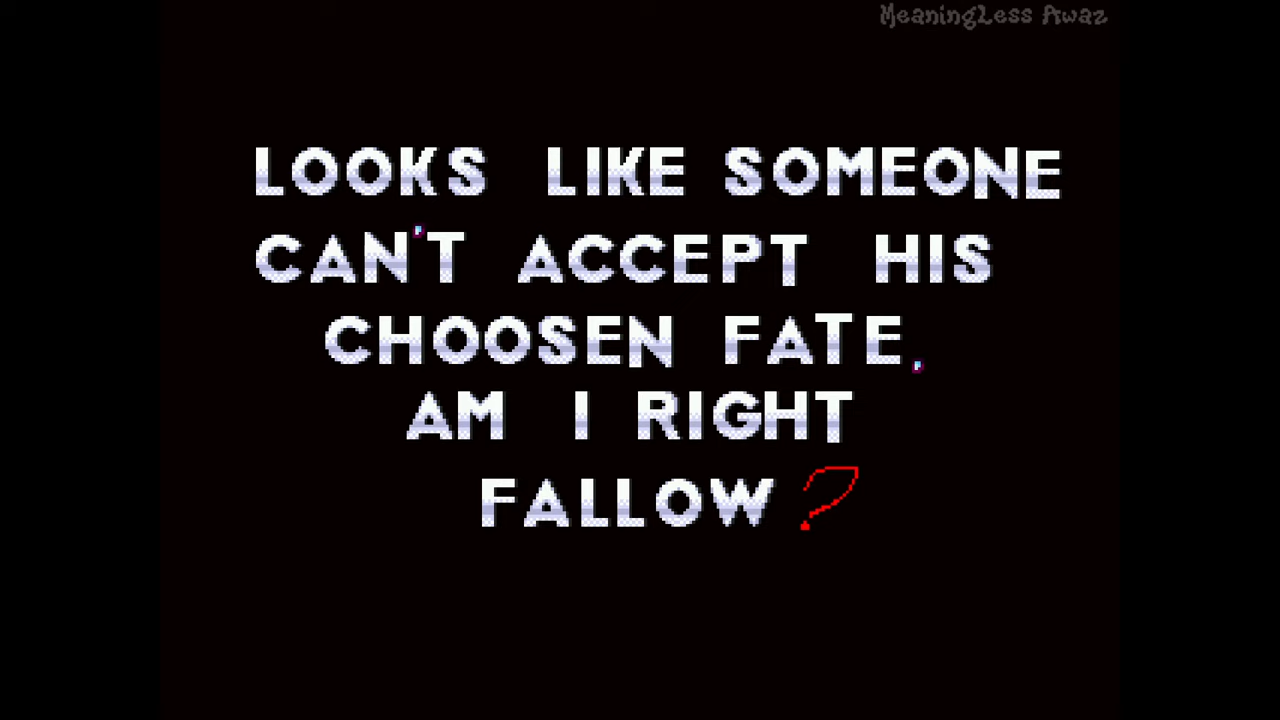 MeaningLess Awaz
LOOKS LIKE SOMEONE
CAN'T ACCEPT HIS
CHOOSEN FATE,
AM I RIGHT
FALLOW?